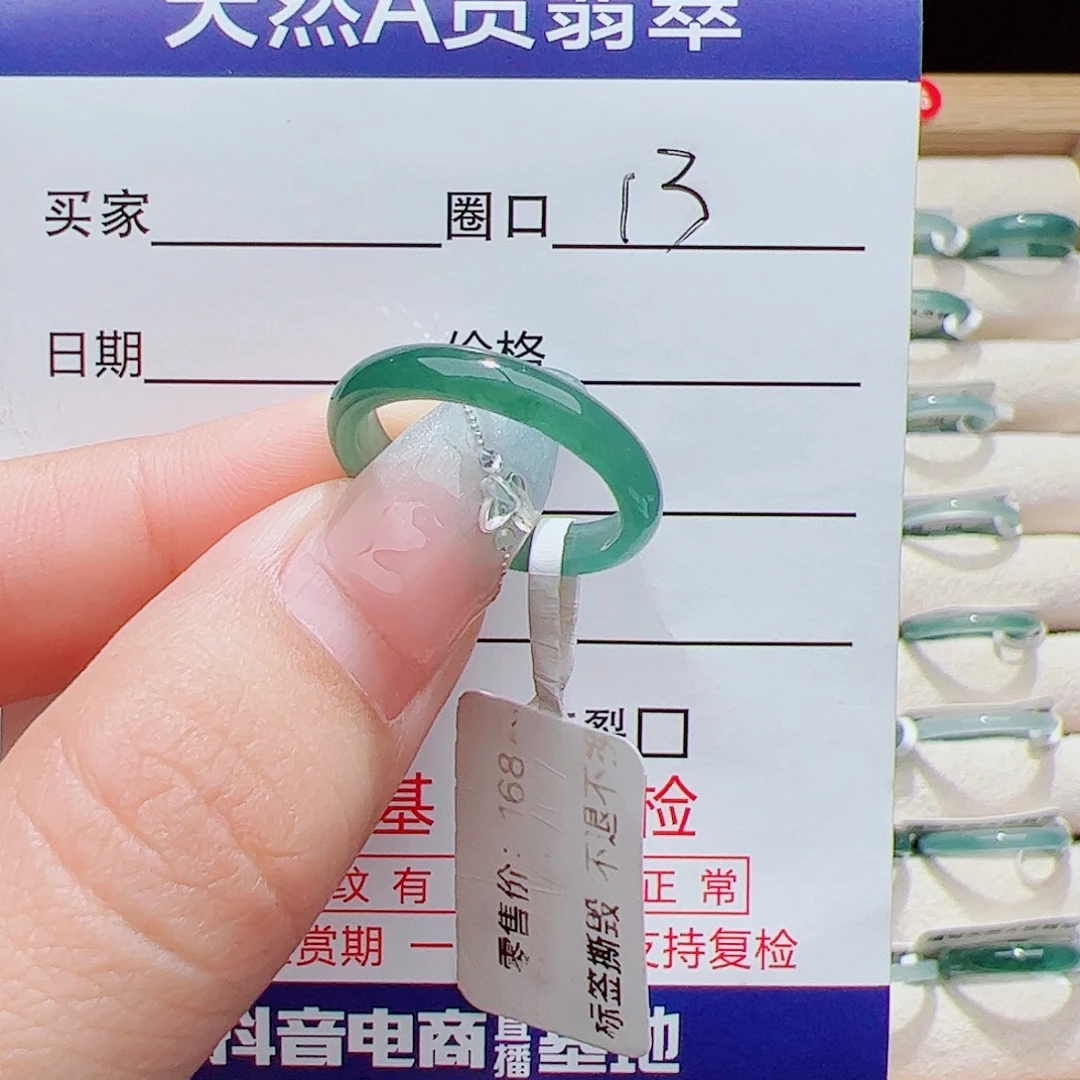 天然A货翡翠
买家 圈口 13
日期 价格
裂
基 检
纹有 正常
赏期 一 支持复检
抖音电商直播基地
零售价: 168
标签撕毁 不退不